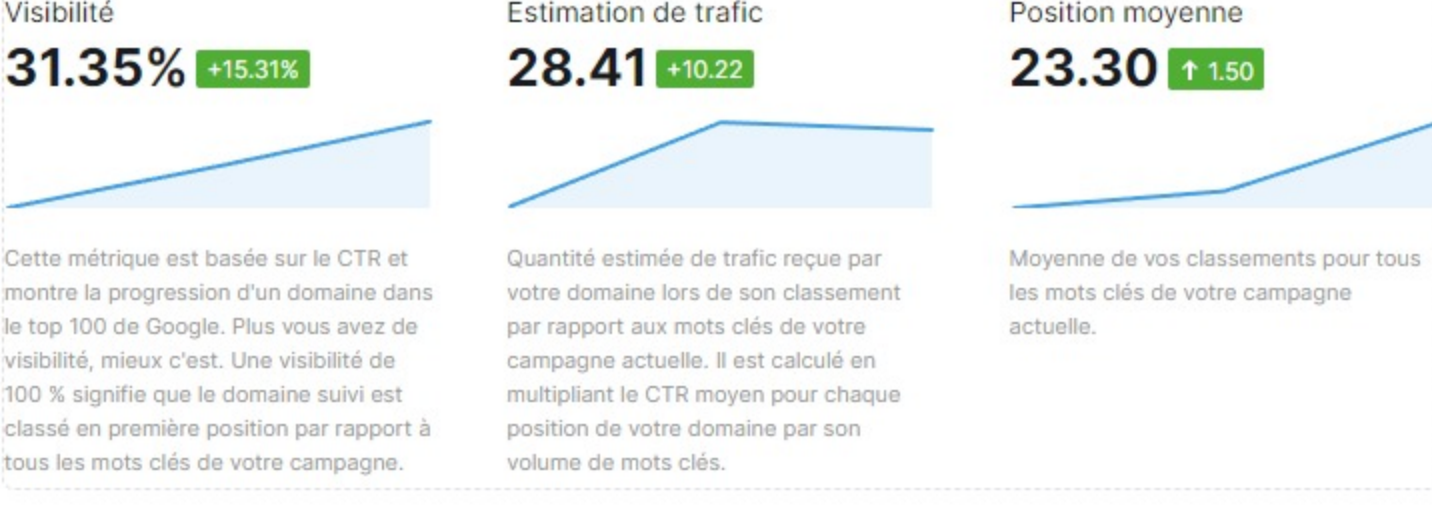 Visibilité
31.35% +15.31%
Cette métrique est basée sur le CTR et
montre la progression d'un domaine dans
le top 100 de Google. Plus vous avez de
visibilité, mieux c'est. Une visibilité de
100 % signifie que le domaine suivi est
classé en première position par rapport à
tous les mots clés de votre campagne.
Estimation de trafic
28.41 +10.22
Quantité estimée de trafic reçue par
votre domaine lors de son classement
par rapport aux mots clés de votre
campagne actuelle. Il est calculé en
multipliant le CTR moyen pour chaque
position de votre domaine par son
volume de mots clés.
Position moyenne
23.30 ↑ 1.50
Moyenne de vos classements pour tous
les mots clés de votre campagne
actuelle.